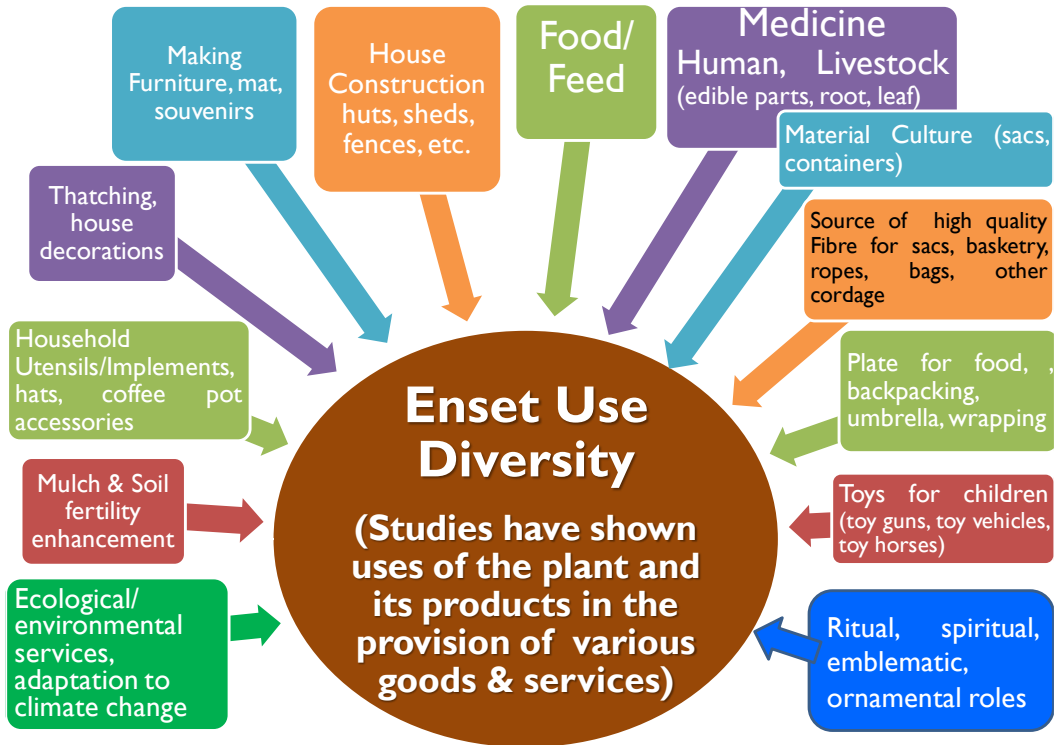 Making
Furniture, mat,
souvenirs
House
Construction
huts, sheds,
fences, etc.
Food/
Feed
Medicine
Human, Livestock
(edible parts, root, leaf)
Material Culture (sacs,
containers)
Source of high quality
Fibre for sacs, basketry,
ropes, bags, other
cordage
Thatching,
house
decorations
Household
Utensils/Implements,
hats, coffee pot
accessories
Plate for food, ,
backpacking,
umbrella, wrapping
Mulch & Soil
fertility
enhancement
Toys for children
(toy guns, toy vehicles,
toy horses)
Ecological/
environmental
services,
adaptation to
climate change
Ritual, spiritual,
emblematic,
ornamental roles
Enset Use
Diversity
(Studies have shown
uses of the plant and
its products in the
provision of various
goods & services)